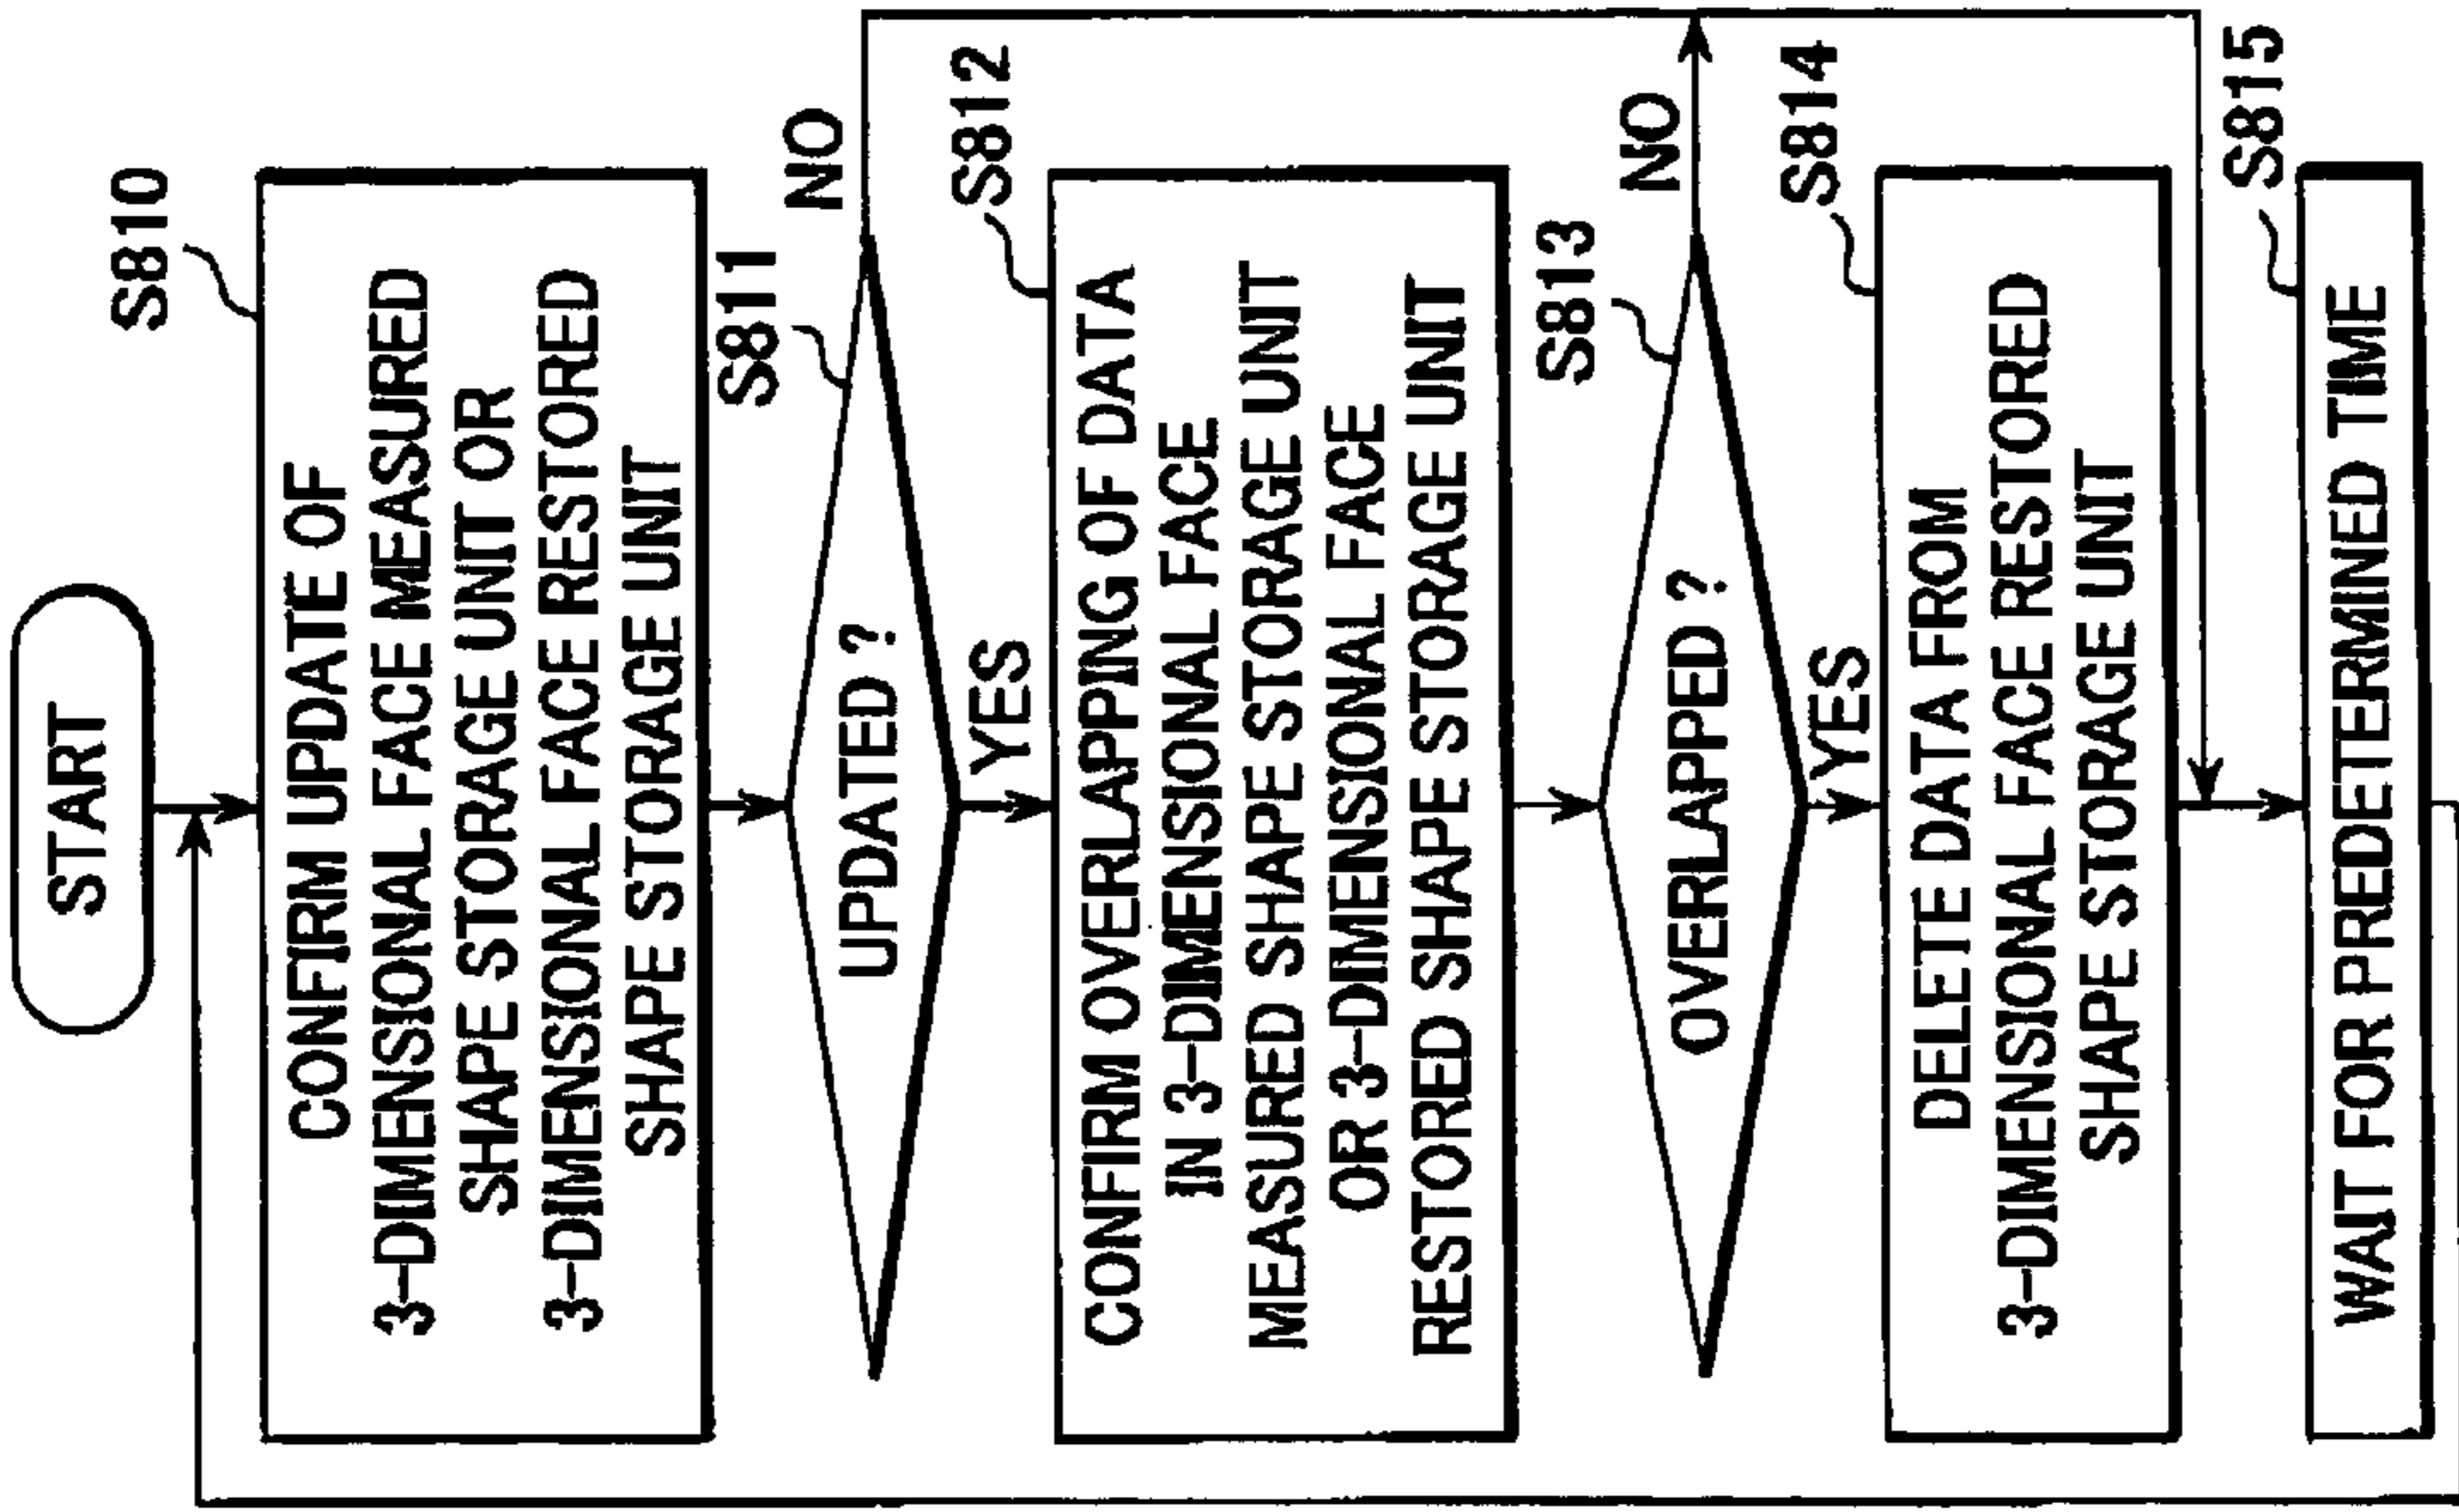 START
S810
CONFIRM UPDATE OF
3-DIMENSIONAL FACE MEASURED
SHAPE STORAGE UNIT OR
3-DIMENSIONAL FACE RESTORED
SHAPE STORAGE UNIT
S811
NO
UPDATED ?
YES
S812
CONFIRM OVERLAPPING OF DATA
IN 3-DIMENSIONAL FACE
MEASURED SHAPE STORAGE UNIT
OR 3-DIMENSIONAL FACE
RESTORED SHAPE STORAGE UNIT
S813
NO
OVERLAPPED ?
YES
S814
DELETE DATA FROM
3-DIMENSIONAL FACE RESTORED
SHAPE STORAGE UNIT
S815
WAIT FOR PREDETERMINED TIME